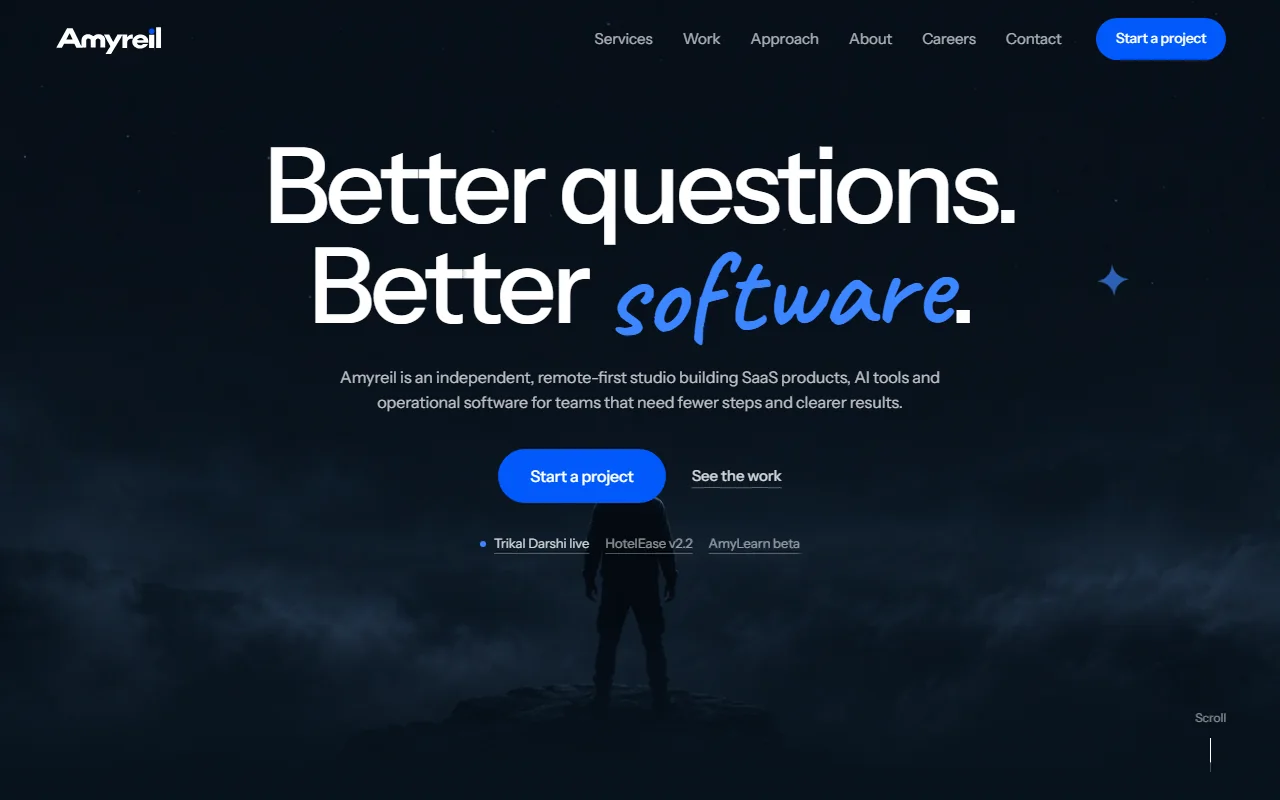 Amyreil
Services
Work
Approach
About
Careers
Contact
Start a project
Better questions.
Better software.
Amyreil is an independent, remote-first studio building SaaS products, AI tools and
operational software for teams that need fewer steps and clearer results.
Start a project
See the work
Trikal Darshi live
HotelEase v2.2
AmyLearn beta
Scroll